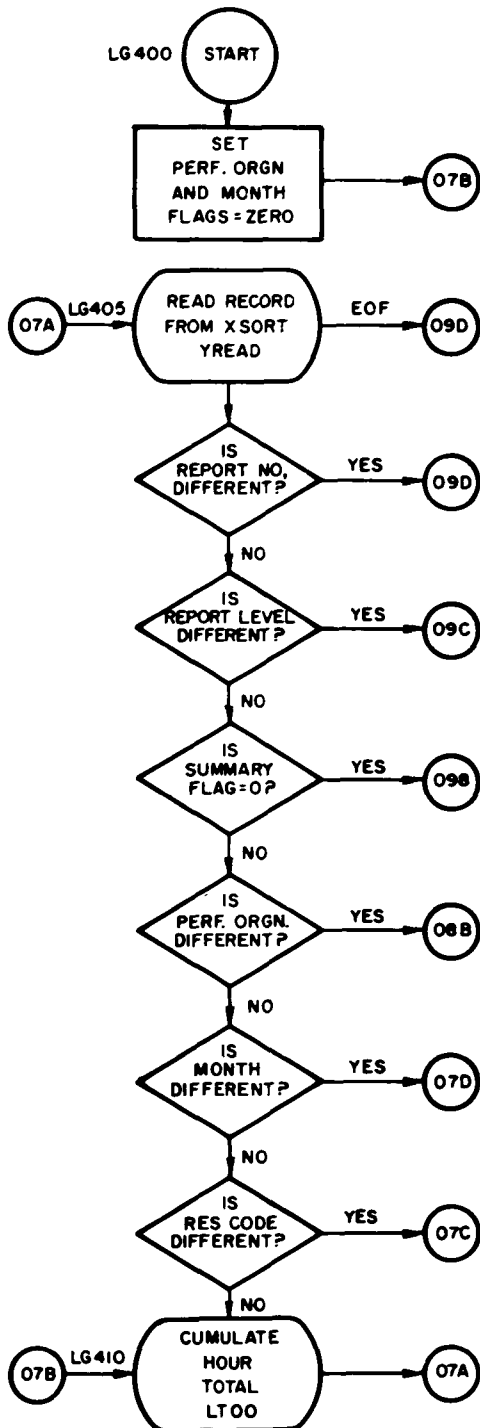 LG400
START
SET
PERF. ORGN
AND MONTH
FLAGS=ZERO
07B
07A
LG405
READ RECORD
FROM XSORT
YREAD
EOF
09D
IS
REPORT NO,
DIFFERENT?
YES
09D
NO
IS
REPORT LEVEL
DIFFERENT?
YES
09C
NO
IS
SUMMARY
FLAG=0?
YES
09B
NO
IS
PERF. ORGN.
DIFFERENT?
YES
08B
NO
IS
MONTH
DIFFERENT?
YES
07D
NO
IS
RES CODE
DIFFERENT?
YES
07C
NO
07B
LG410
CUMULATE
HOUR
TOTAL
LT00
07A